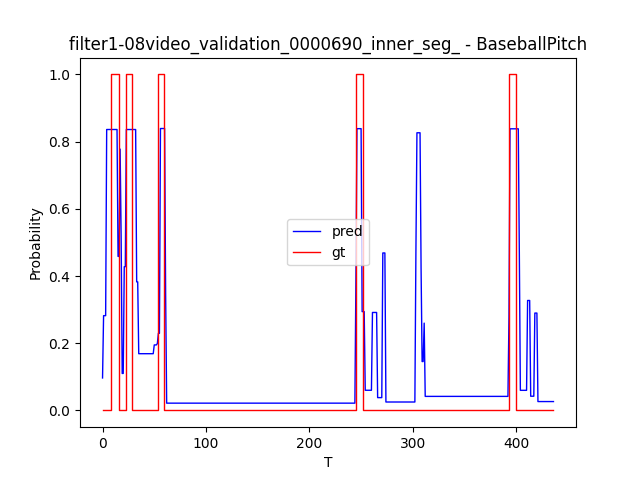 filter1-08video_validation_0000690_inner_seg_ - BaseballPitch
1.0
0.8
0.6
0.4
0.2
0.0
Probability
pred
gt
0
100
200
300
400
T